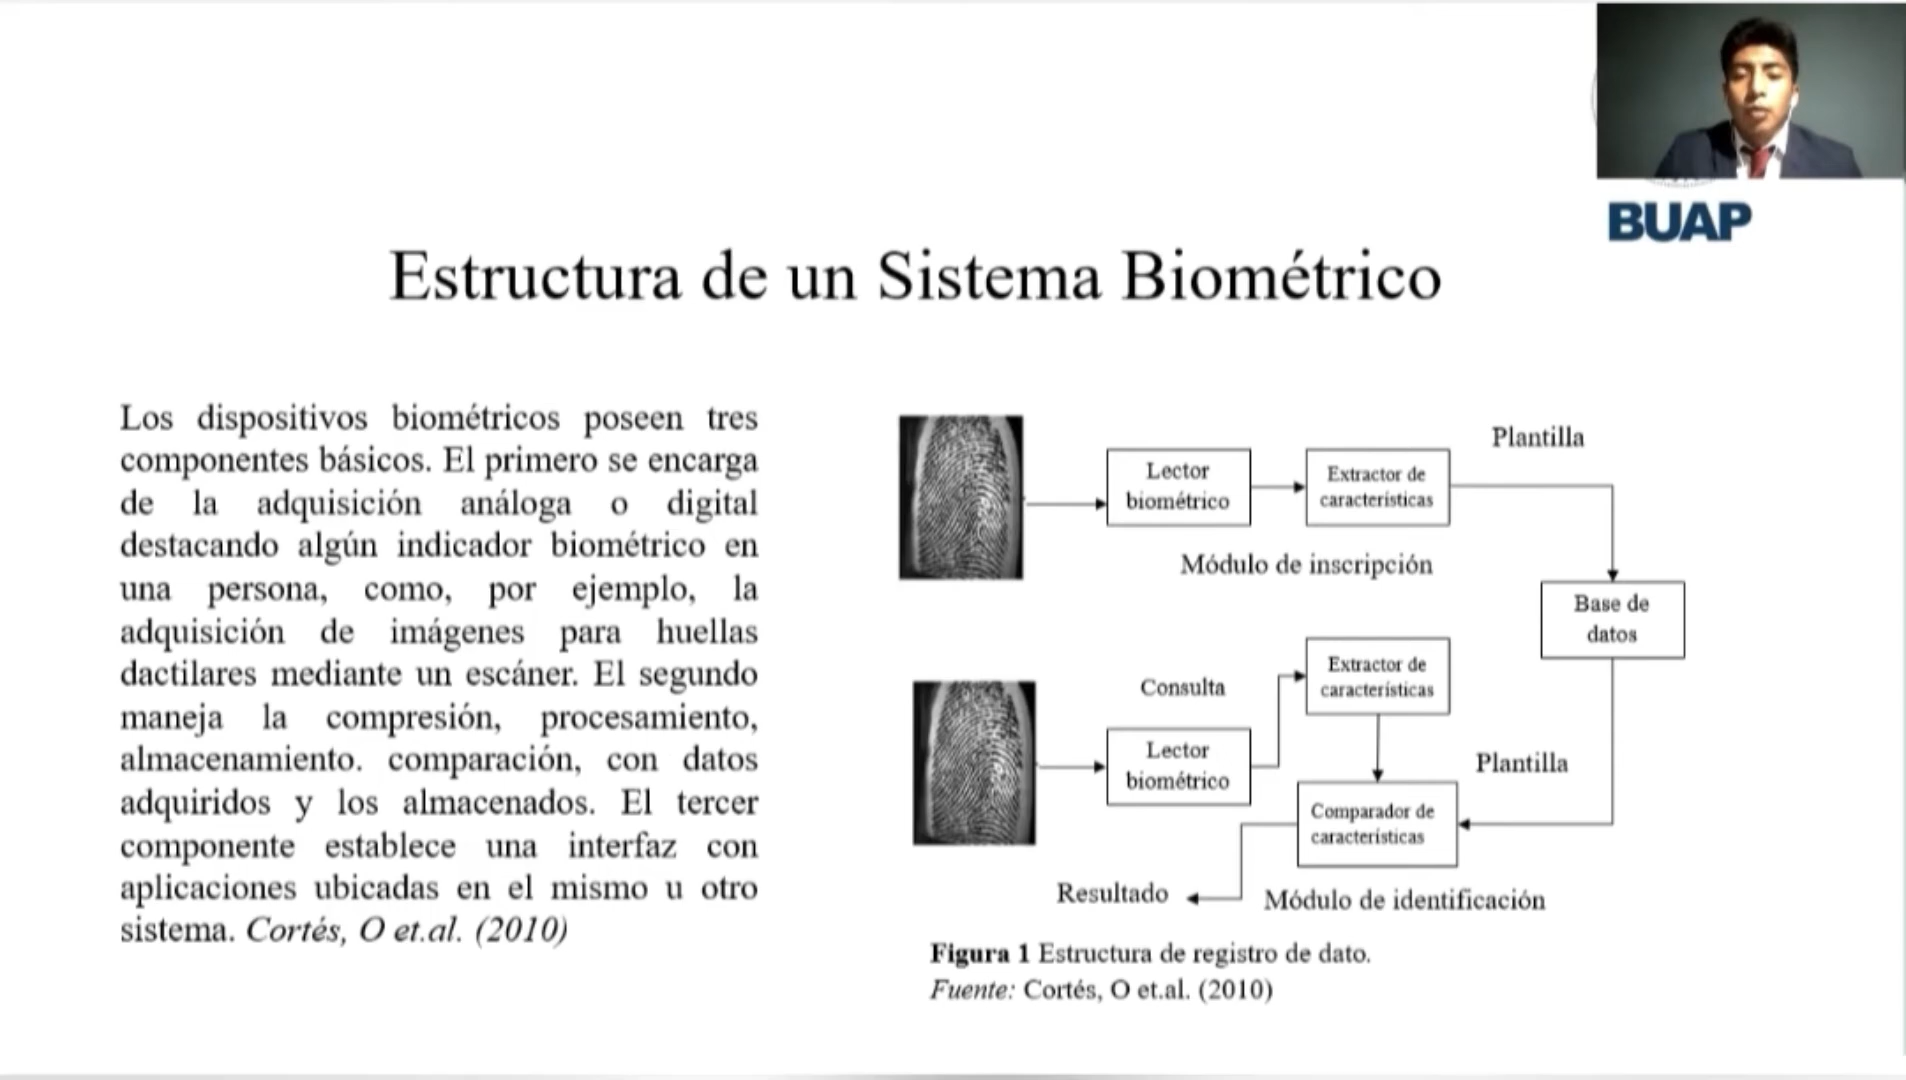 BUAP
Estructura de un Sistema Biométrico
Los dispositivos biométricos poseen tres
componentes básicos. El primero se encarga
de la adquisición análoga o digital
destacando algún indicador biométrico en
una persona, como, por ejemplo, la
adquisición de imágenes para huellas
dactilares mediante un escáner. El segundo
maneja la compresión, procesamiento,
almacenamiento. comparación, con datos
adquiridos y los almacenados. El tercer
componente establece una interfaz con
aplicaciones ubicadas en el mismo u otro
sistema. Cortés, O et.al. (2010)
Plantilla
Lector
biométrico
Extractor de
características
Módulo de inscripción
Base de
datos
Consulta
Extractor de
características
Lector
biométrico
Plantilla
Comparador de
características
Resultado
Módulo de identificación
Figura 1 Estructura de registro de dato.
Fuente: Cortés, O et.al. (2010)